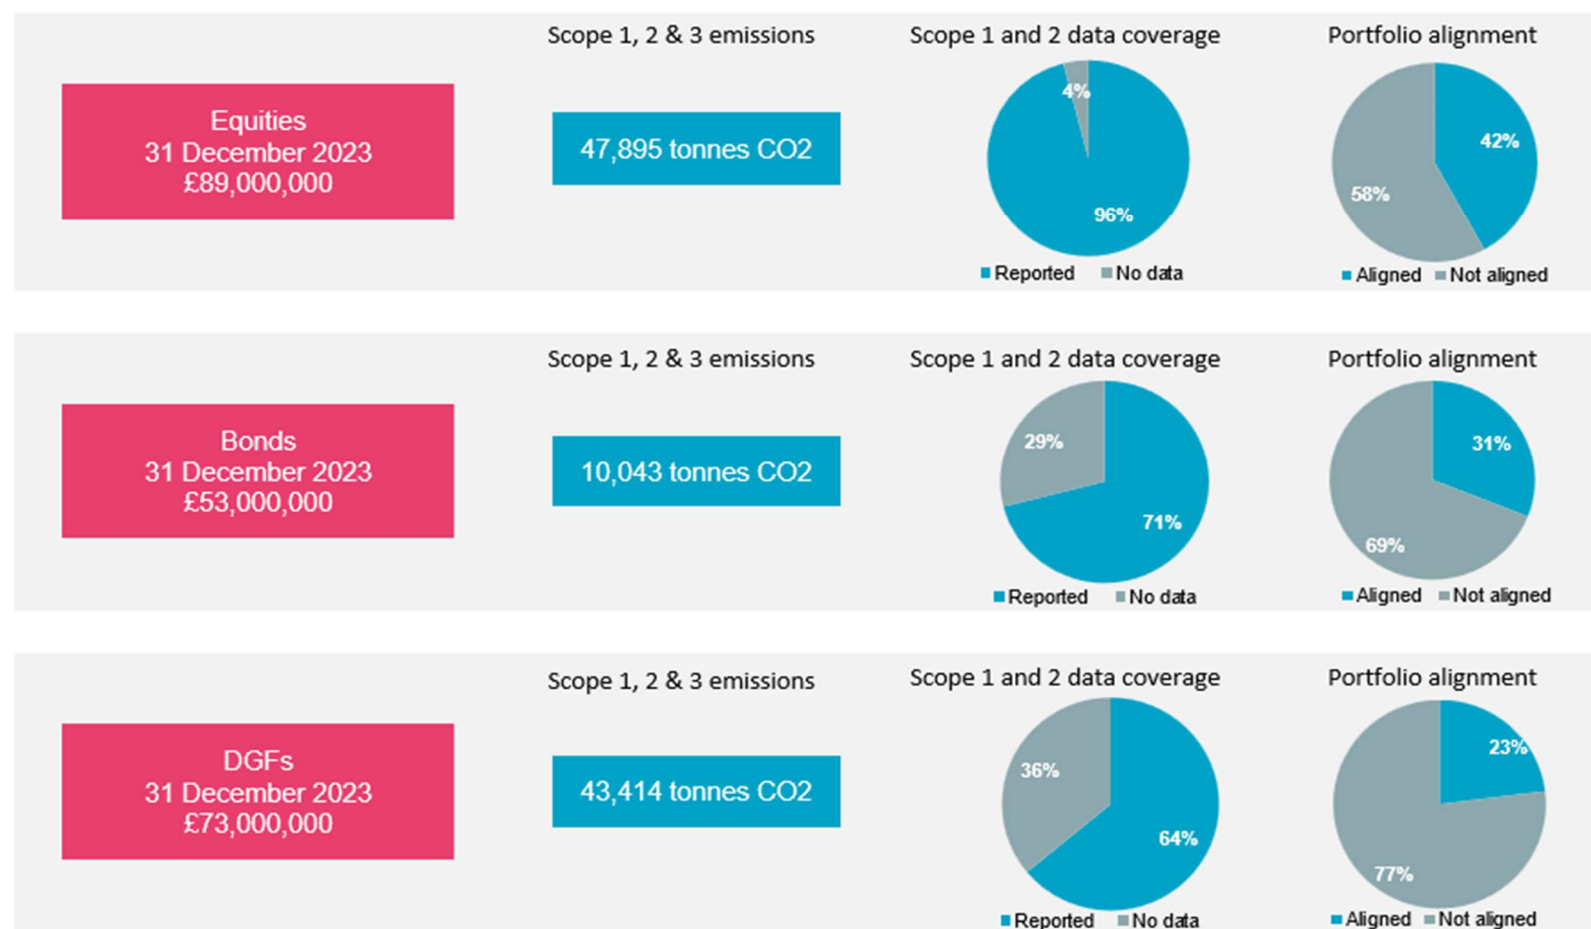 Scope 1, 2 & 3 emissions
Scope 1 and 2 data coverage
Portfolio alignment
Equities
31 December 2023
£89,000,000
47,895 tonnes CO2
4%
96%
Reported
No data
42%
58%
Aligned
Not aligned
Scope 1, 2 & 3 emissions
Scope 1 and 2 data coverage
Portfolio alignment
Bonds
31 December 2023
£53,000,000
10,043 tonnes CO2
29%
71%
Reported
No data
31%
69%
Aligned
Not aligned
Scope 1, 2 & 3 emissions
Scope 1 and 2 data coverage
Portfolio alignment
DGFs
31 December 2023
£73,000,000
43,414 tonnes CO2
36%
64%
Reported
No data
23%
77%
Aligned
Not aligned